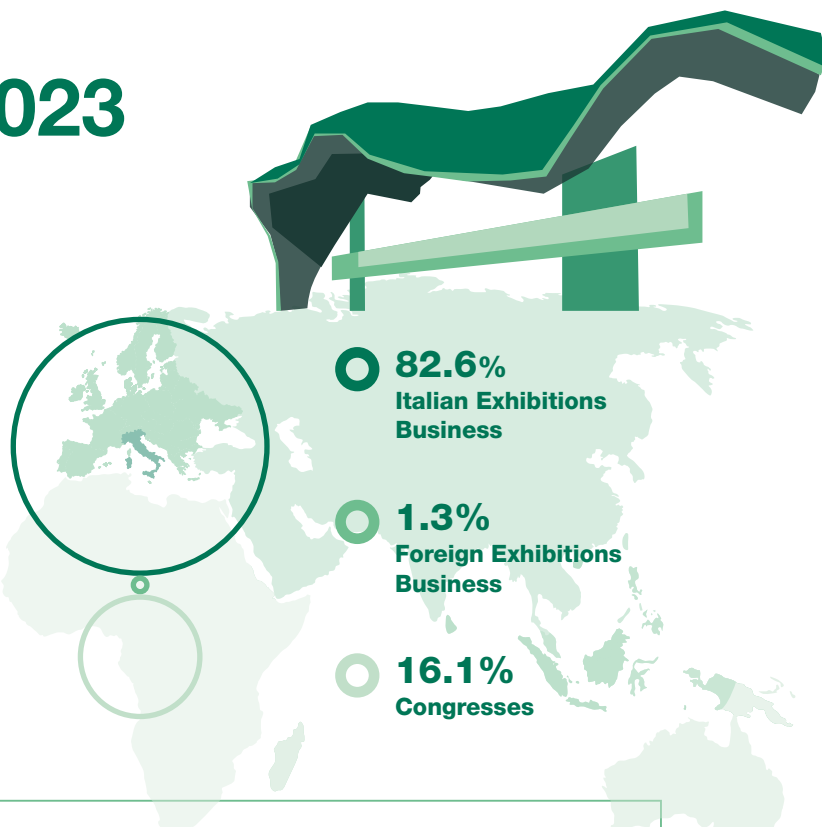 023
82.6%
Italian Exhibitions
Business
1.3%
Foreign Exhibitions
Business
16.1%
Congresses